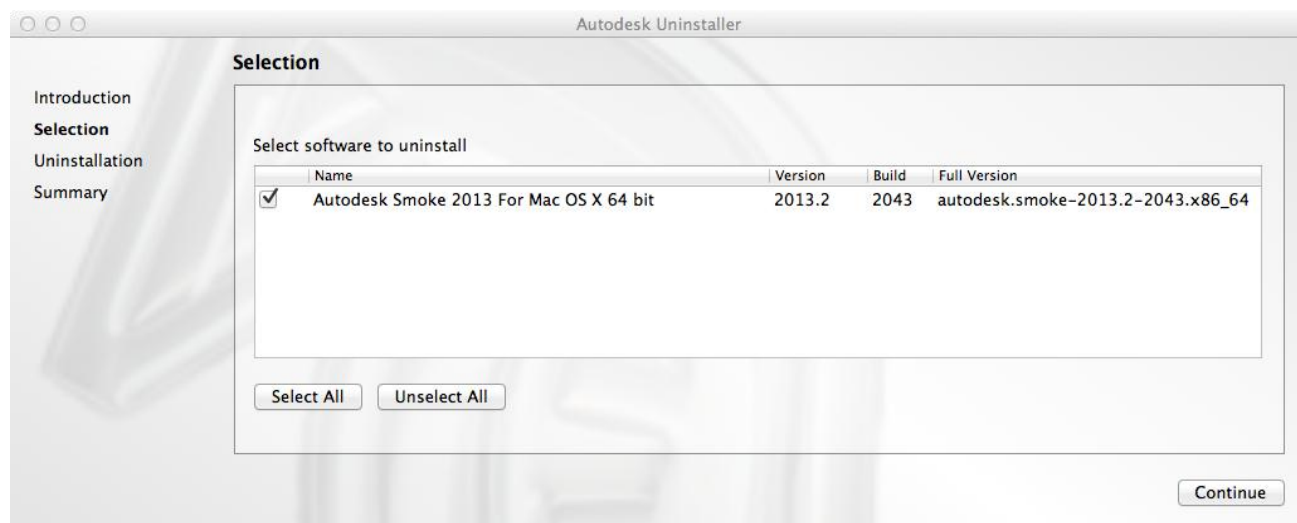 Autodesk Uninstaller
Selection
Introduction
Selection
Uninstallation
Summary
Select software to uninstall
Name Version Build Full Version
Autodesk Smoke 2013 For Mac OS X 64 bit 2013.2 2043 autodesk.smoke-2013.2-2043.x86_64
Select All Unselect All
Continue